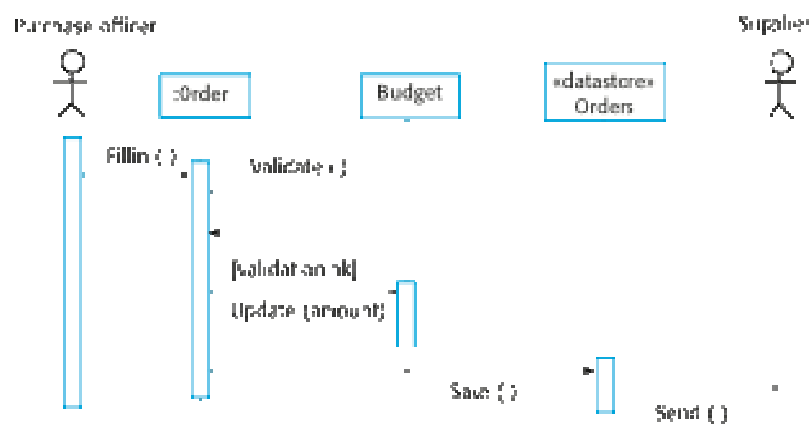 Purchase officer
Supplier
:Order
Budget
«datastore»
Orders
Fillin ( )
Validate ( )
[validation ok]
Update (amount)
Save ( )
Send ( )